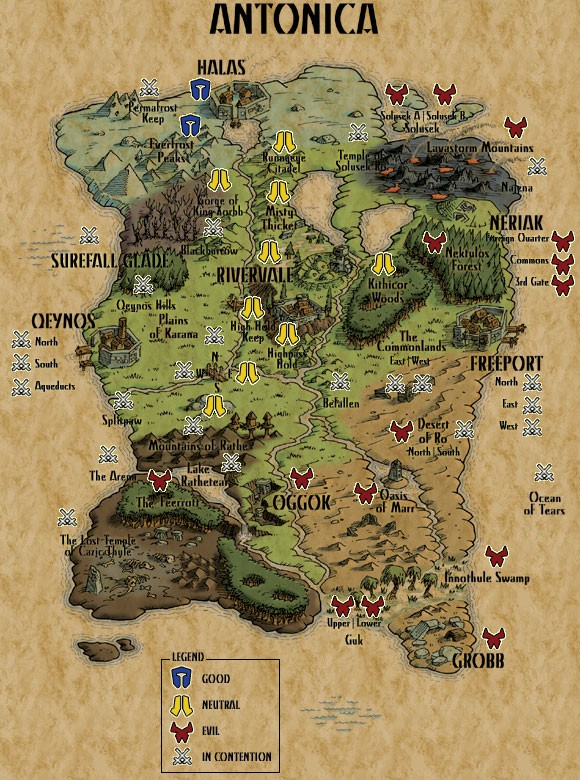 ANTONICA
HALAS
Permafrost
Keep
Solusek A | Solusek B
Solusek
Everfrost
Peaks
Runnyeye
Citadel
Temple of
Solusek Ro
Lavastorm Mountains
Najena
Gorge of
King Xorbb
Misty
Thicket
NERIAK
Foreign Quarter
Commons
3rd Gate
Nektulos
Forest
Blackburrow
SUREFALL GLADE
RIVERVALE
Kithicor
Woods
Qeynos Hills
Plains
of Karana
QEYNOS
North
South
Aqueducts
High Hold
Keep
Highpass
Hold
The
Commonlands
East | West
FREEPORT
North
East
West
N
W
S
Befallen
Splitpaw
Desert
of Ro
North | South
Mountains of Rathe
The Arena
Lake
Rathetear
OGGOK
Oasis
of Marr
Ocean
of Tears
The Feerrott
The Lost Temple
of Cazic-Thule
Innothule Swamp
Upper | Lower
Guk
GROBB
LEGEND
GOOD
NEUTRAL
EVIL
IN CONTENTION